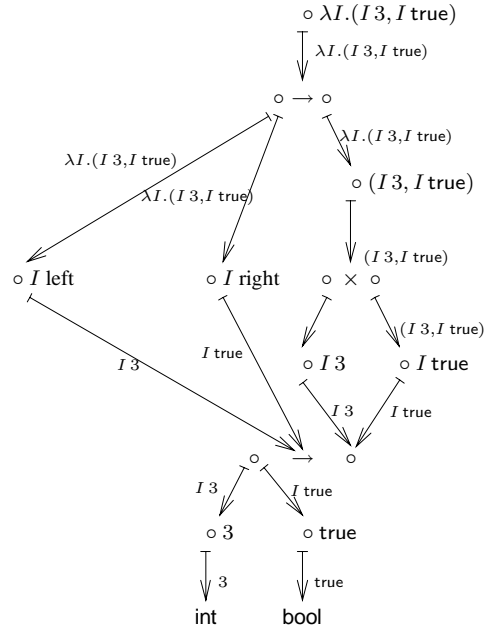 ∘ λI.(I 3, I true)
λI.(I 3,I true)
∘ → ∘
λI.(I 3,I true)
λI.(I 3,I true)
λI.(I 3,I true)
∘ (I 3, I true)
(I 3,I true)
∘ I left
∘ I right
∘ × ∘
(I 3,I true)
∘ I 3
∘ I true
I 3
I true
I 3
I true
∘ → ∘
I 3
I true
∘ 3
∘ true
3
true
int
bool